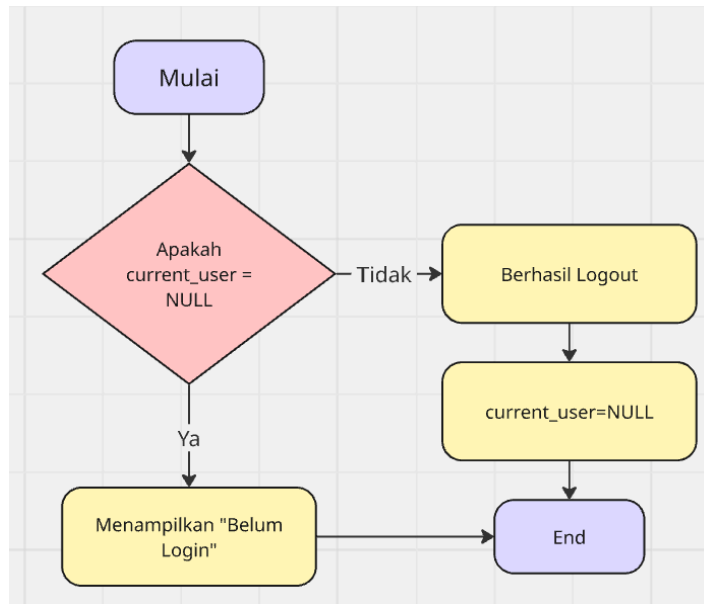 Mulai
Apakah
current_user =
NULL
Tidak
Berhasil Logout
current_user=NULL
Ya
Menampilkan "Belum
Login"
End